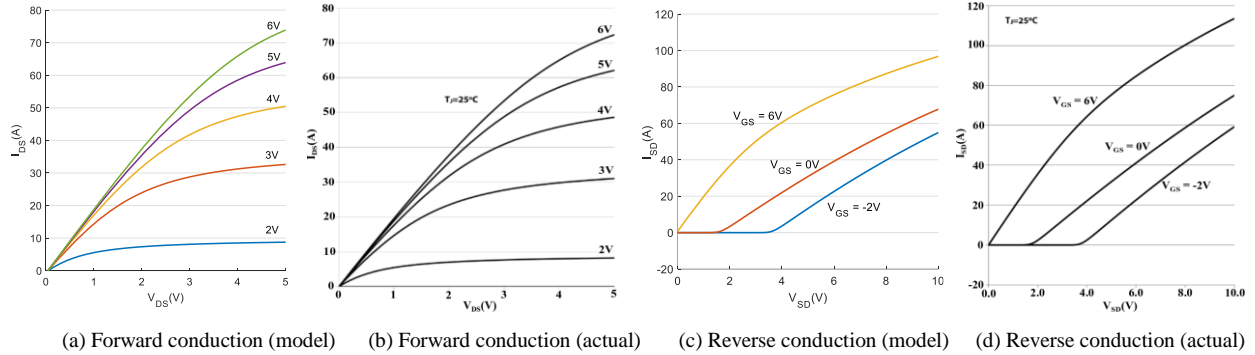 80
70
60
50
40
30
20
10
0
I_DS(A)
6V
5V
4V
3V
2V
0 1 2 3 4 5
V_DS(V)
(a) Forward conduction (model)
80
70
60
50
40
30
20
10
0
I_DS(A)
T_J=25°C
6V
5V
4V
3V
2V
0 1 2 3 4 5
V_DS(V)
(b) Forward conduction (actual)
120
100
80
60
40
20
0
-20
I_SD(A)
V_GS = 6V
V_GS = 0V
V_GS = -2V
0 2 4 6 8 10
V_SD(V)
(c) Reverse conduction (model)
120
100
80
60
40
20
0
-20
I_SD(A)
T_J=25°C
V_GS = 6V
V_GS = 0V
V_GS = -2V
0.0 2.0 4.0 6.0 8.0 10.0
V_SD(V)
(d) Reverse conduction (actual)